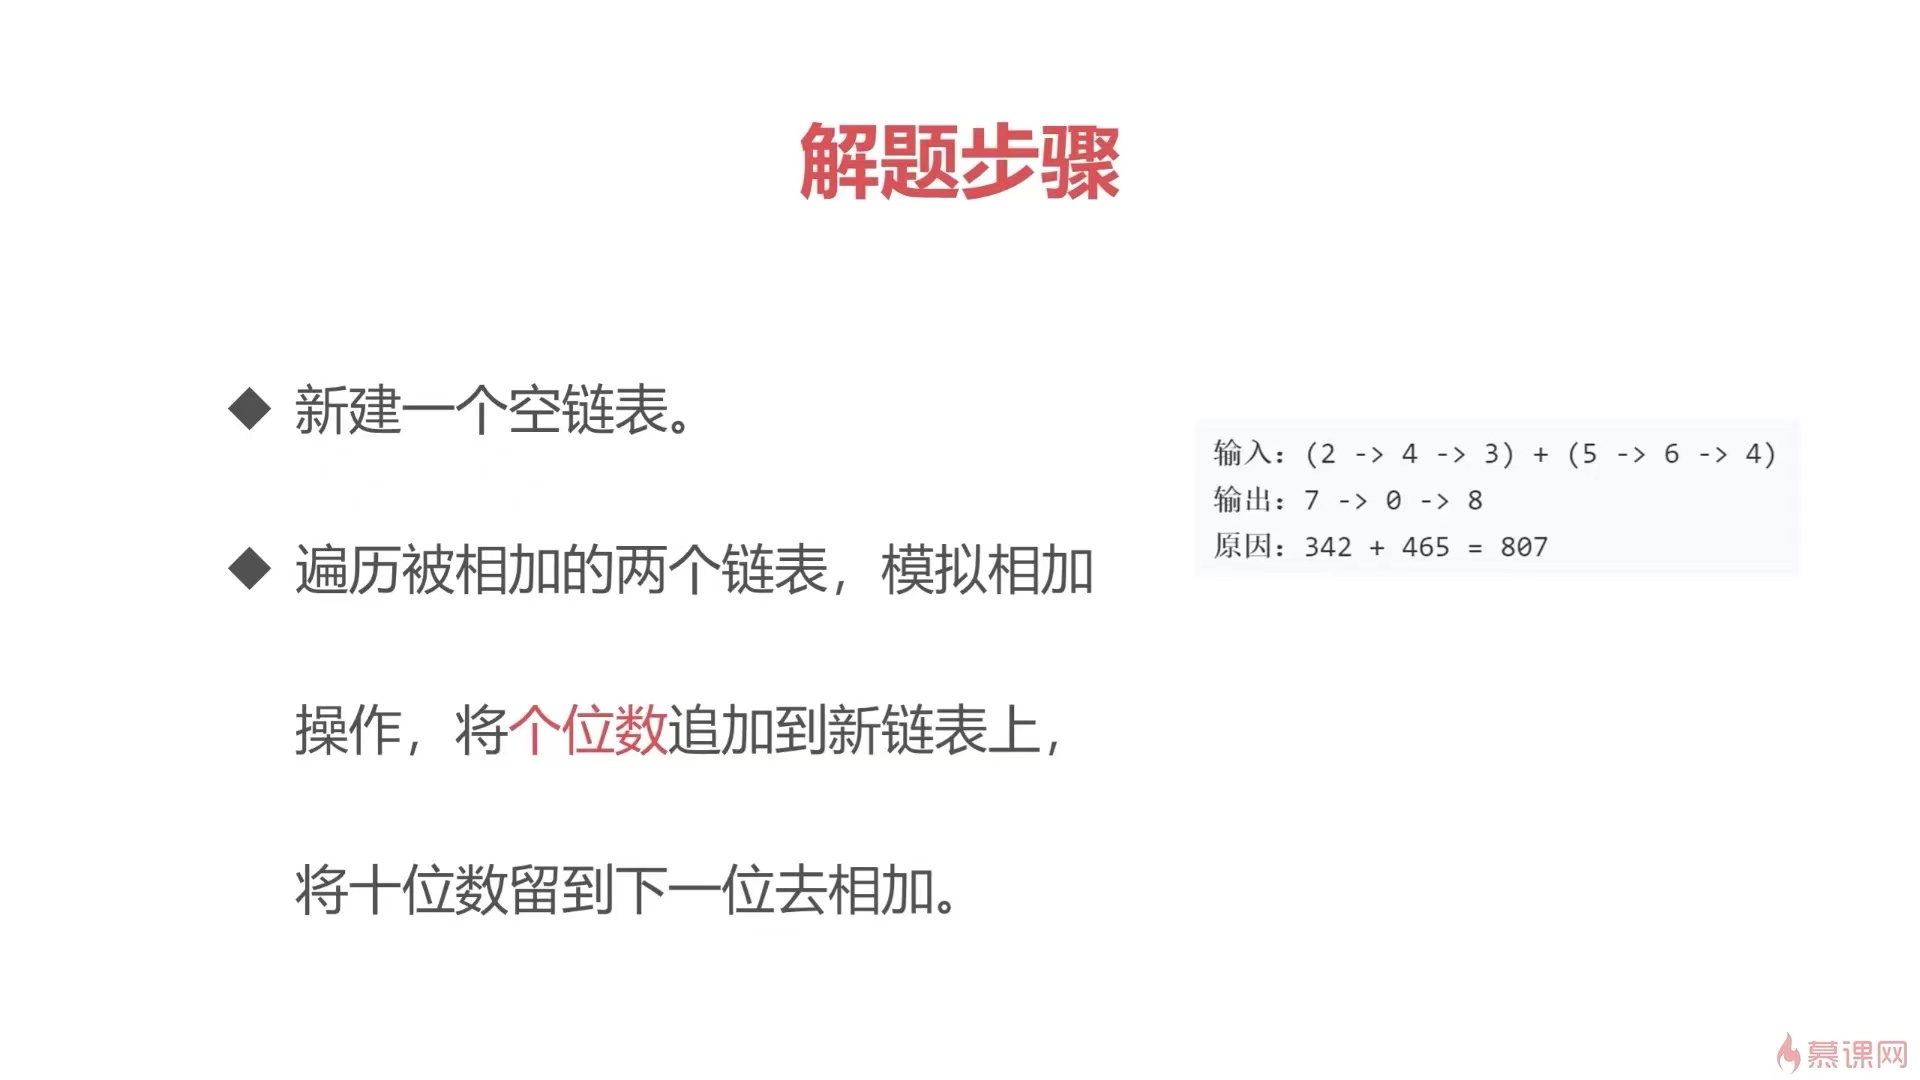 解题步骤
新建一个空链表。
遍历被相加的两个链表，模拟相加
操作，将个位数追加到新链表上，
将十位数留到下一位去相加。
输入：(2 -> 4 -> 3) + (5 -> 6 -> 4)
输出：7 -> 0 -> 8
原因：342 + 465 = 807
慕课网